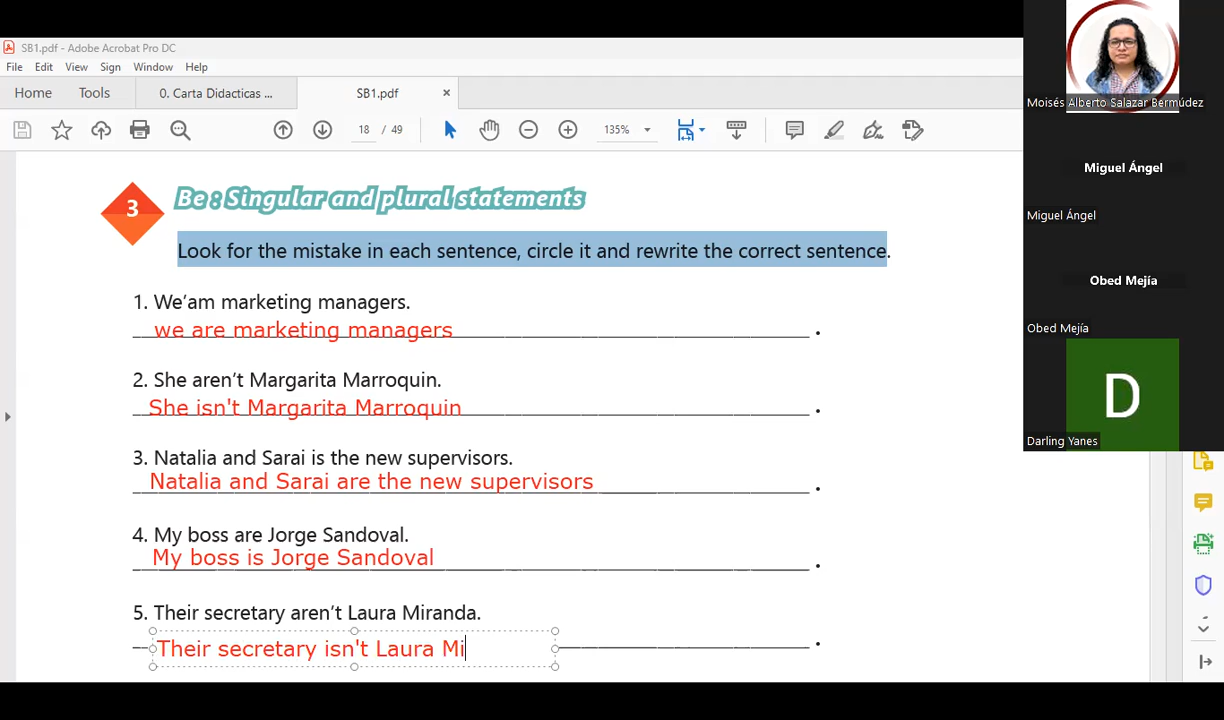 SB1.pdf - Adobe Acrobat Pro DC
File Edit View Sign Window Help
Home Tools 0. Carta Didacticas ... SB1.pdf ×
18 / 49 135%
3
Be : Singular and plural statements
Look for the mistake in each sentence, circle it and rewrite the correct sentence.
1. We'am marketing managers.
we are marketing managers .
2. She aren't Margarita Marroquin.
She isn't Margarita Marroquin .
3. Natalia and Sarai is the new supervisors.
Natalia and Sarai are the new supervisors .
4. My boss are Jorge Sandoval.
My boss is Jorge Sandoval .
5. Their secretary aren't Laura Miranda.
Their secretary isn't Laura Mi .
Moisés Alberto Salazar Bermúdez
Miguel Ángel
Miguel Ángel
Obed Mejía
Obed Mejía
D
Darling Yanes